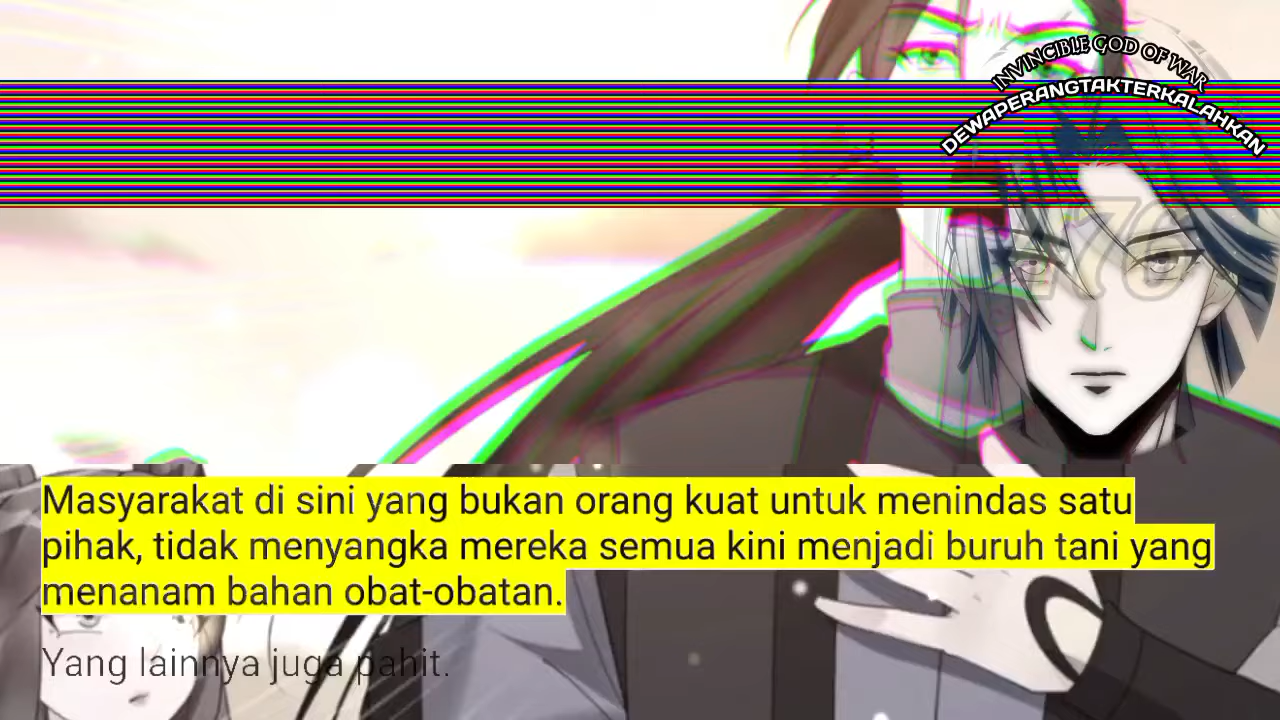 INVINCIBLE GOD OF WAR
DEWAPERANGTAKTERKALAHKAN
176
Masyarakat di sini yang bukan orang kuat untuk menindas satu
pihak, tidak menyangka mereka semua kini menjadi buruh tani yang
menanam bahan obat-obatan.
Yang lainnya juga pahit.